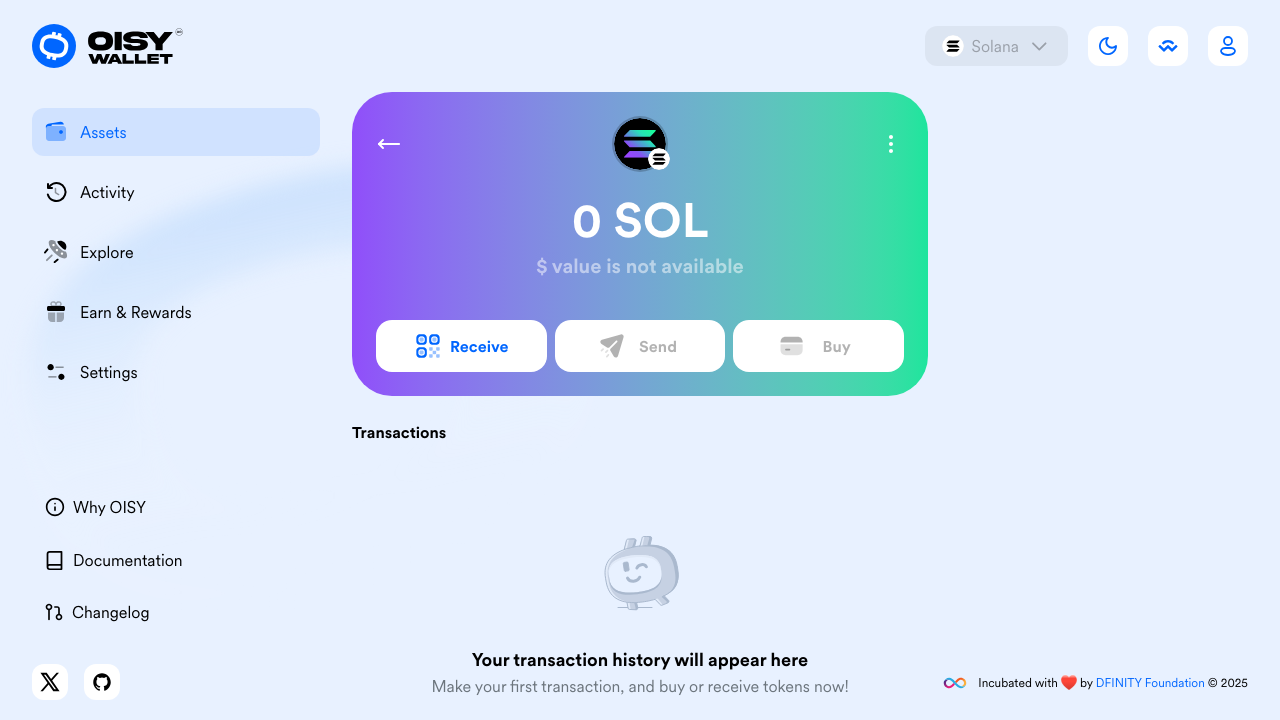 OISY
WALLET
Solana
Assets
Activity
Explore
Earn & Rewards
Settings
0 SOL
$ value is not available
Receive
Send
Buy
Transactions
Why OISY
Documentation
Changelog
Your transaction history will appear here
Make your first transaction, and buy or receive tokens now!
Incubated with ❤️ by DFINITY Foundation © 2025